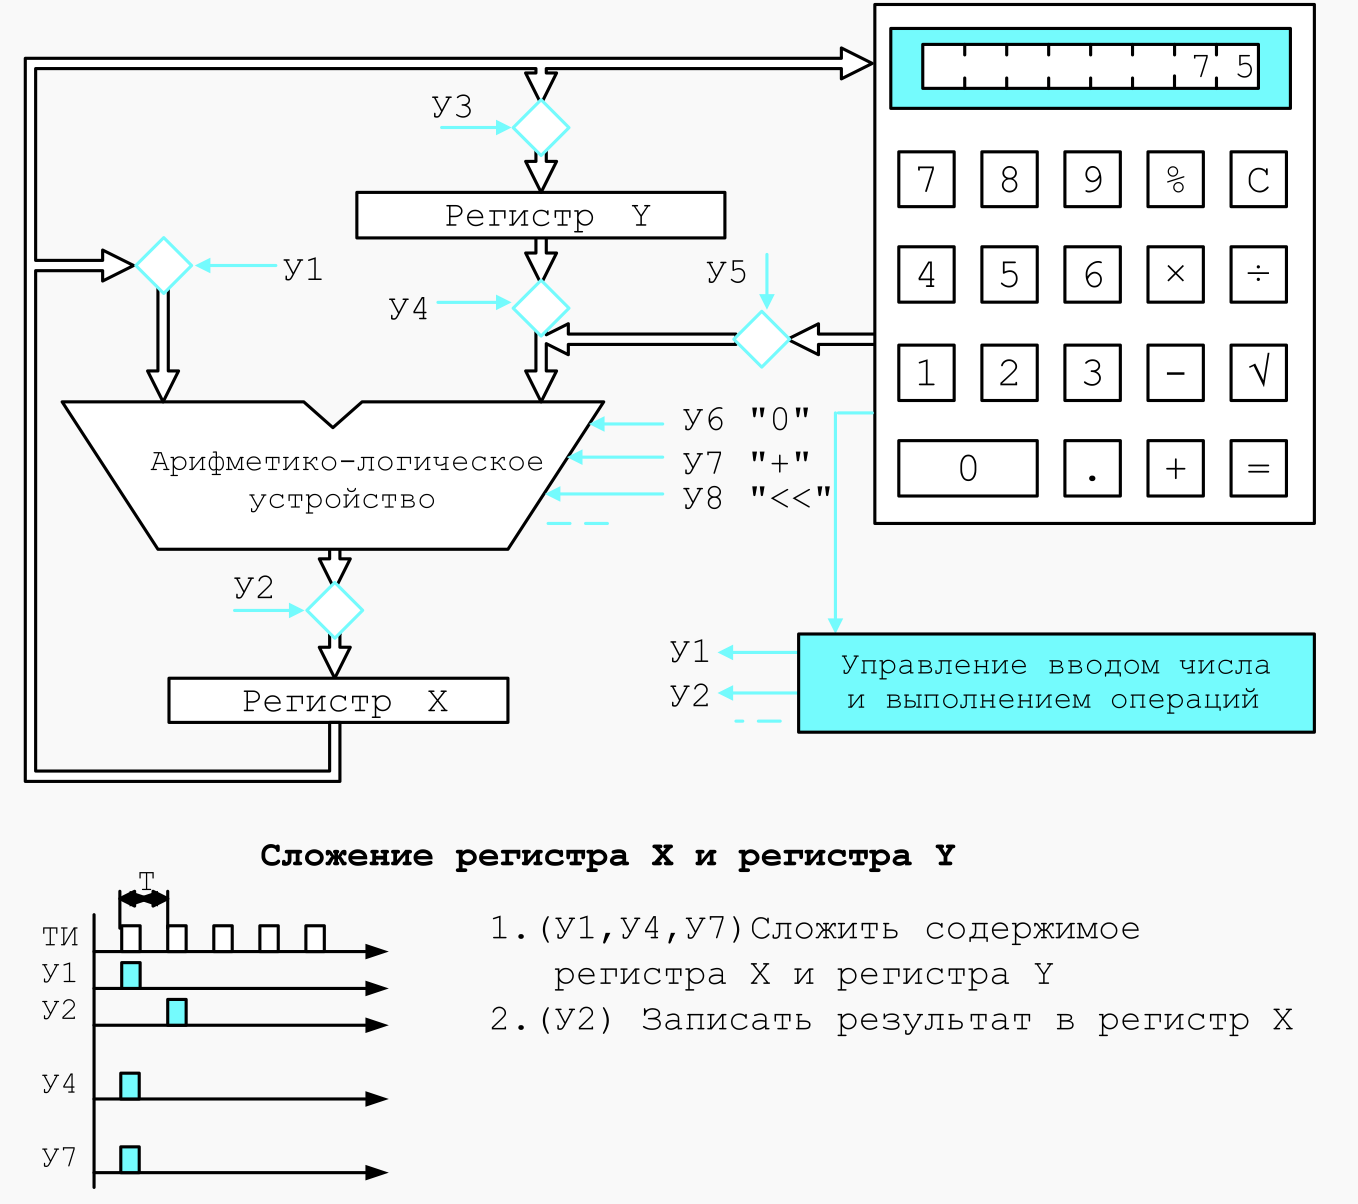 7 5
У3
7 8 9 % C
Регистр Y
У1
У5
4 5 6 × ÷
У4
1 2 3 − √
У6 "0"
Арифметико-логическое
устройство
У7 "+"
У8 "<<"
0 . + =
У2
У1
У2
Управление вводом числа
и выполнением операций
Регистр X
Сложение регистра X и регистра Y
T
ТИ
У1
У2
У4
У7
1.(У1,У4,У7)Сложить содержимое
регистра X и регистра Y
2.(У2) Записать результат в регистр X